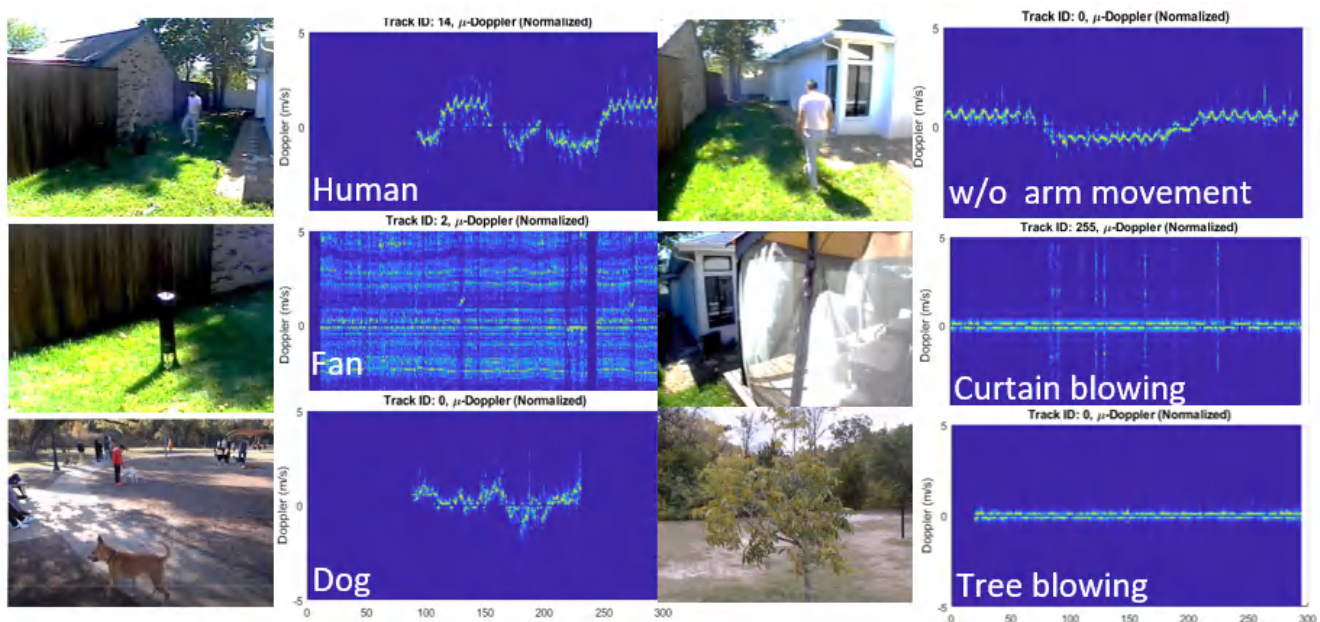 Track ID: 14, μ-Doppler (Normalized)
5
0
Doppler (m/s)
Human
Track ID: 0, μ-Doppler (Normalized)
5
0
-5
Doppler (m/s)
w/o arm movement
Track ID: 2, μ-Doppler (Normalized)
5
0
Doppler (m/s)
Fan
Track ID: 255, μ-Doppler (Normalized)
5
0
-5
Doppler (m/s)
Curtain blowing
Track ID: 0, μ-Doppler (Normalized)
5
0
-5
Doppler (m/s)
Dog
0 50 100 150 200 250 300
Track ID: 0, μ-Doppler (Normalized)
5
0
-5
Doppler (m/s)
Tree blowing
0 50 100 150 200 250 300